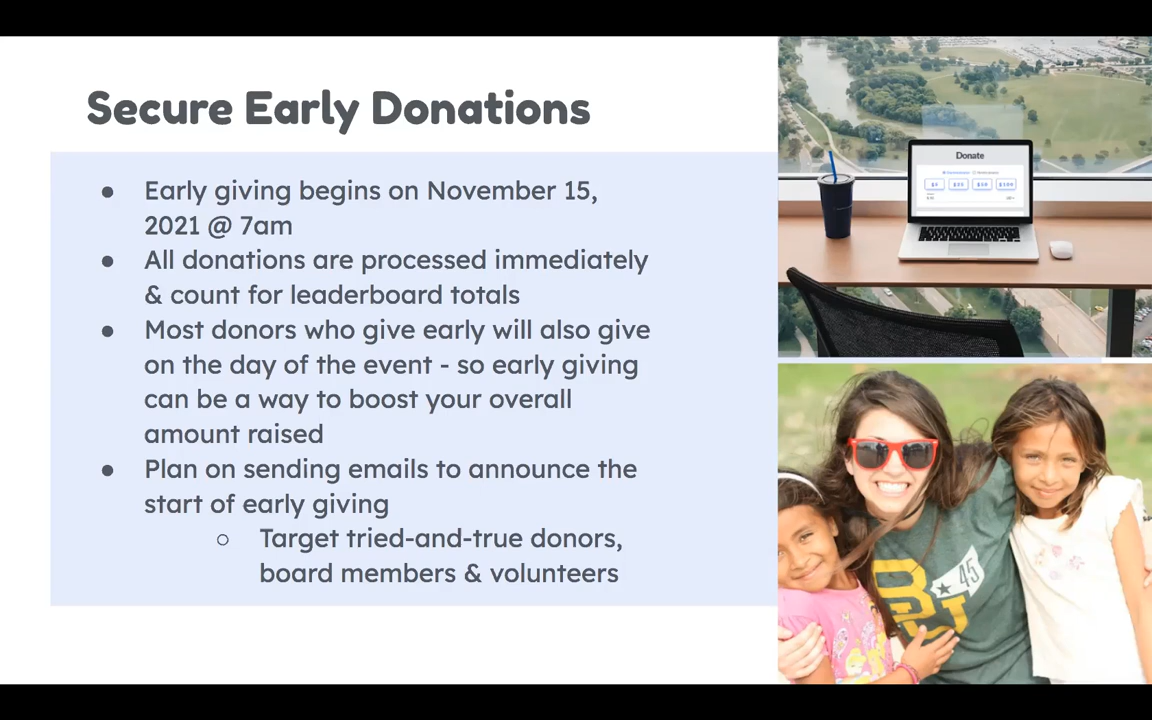 Secure Early Donations
● Early giving begins on November 15,
2021 @ 7am
● All donations are processed immediately
& count for leaderboard totals
● Most donors who give early will also give
on the day of the event - so early giving
can be a way to boost your overall
amount raised
● Plan on sending emails to announce the
start of early giving
○ Target tried-and-true donors,
board members & volunteers
Donate
BU
45